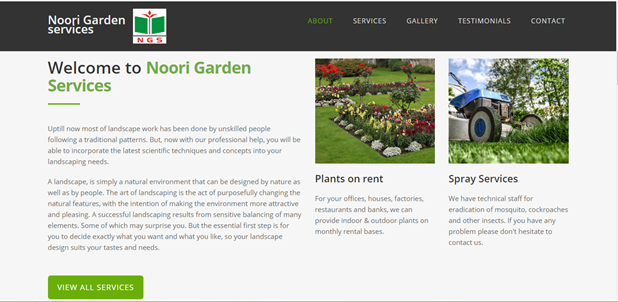 Noori Garden
services
NGS
ABOUT
SERVICES
GALLERY
TESTIMONIALS
CONTACT
Welcome to Noori Garden
Services
Uptill now most of landscape work has been done by unskilled people
following a traditional patterns. But, now with our professional help, you will be
able to incorporate the latest scientific techniques and concepts into your
landscaping needs.
A landscape, is simply a natural environment that can be designed by nature as
well as by people. The art of landscaping is the act of purposefully changing the
natural features, with the intention of making the environment more attractive
and pleasing. A successful landscaping results from sensitive balancing of many
elements. Some of which may surprise you. But the essential first step is for
you to decide exactly what you want and what you like, so your landscape
design suits your tastes and needs.
VIEW ALL SERVICES
Plants on rent
For your offices, houses, factories,
restaurants and banks, we can
provide indoor & outdoor plants on
monthly rental bases.
Spray Services
We have technical staff for
eradication of mosquito, cockroaches
and other insects. If you have any
problem please don't hesitate to
contact us.